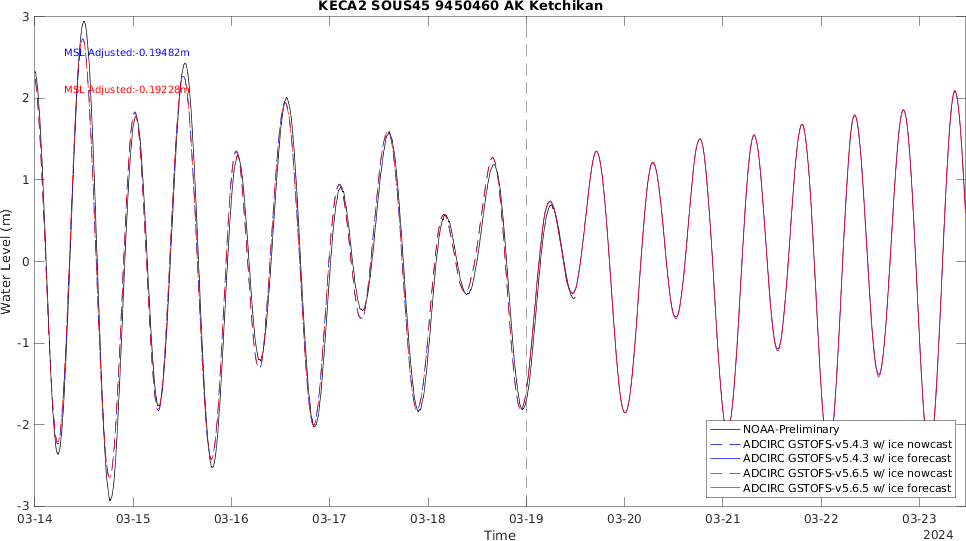 KECA2 SOUS45 9450460 AK Ketchikan
3
MSL Adjusted:-0.19482m
MSL Adjusted:-0.19228m
2
1
0
-1
-2
-3
Water Level (m)
NOAA-Preliminary
ADCIRC GSTOFS-v5.4.3 w/ ice nowcast
ADCIRC GSTOFS-v5.4.3 w/ ice forecast
ADCIRC GSTOFS-v5.6.5 w/ ice nowcast
ADCIRC GSTOFS-v5.6.5 w/ ice forecast
03-14 03-15 03-16 03-17 03-18 03-19 03-20 03-21 03-22 03-23
Time
2024